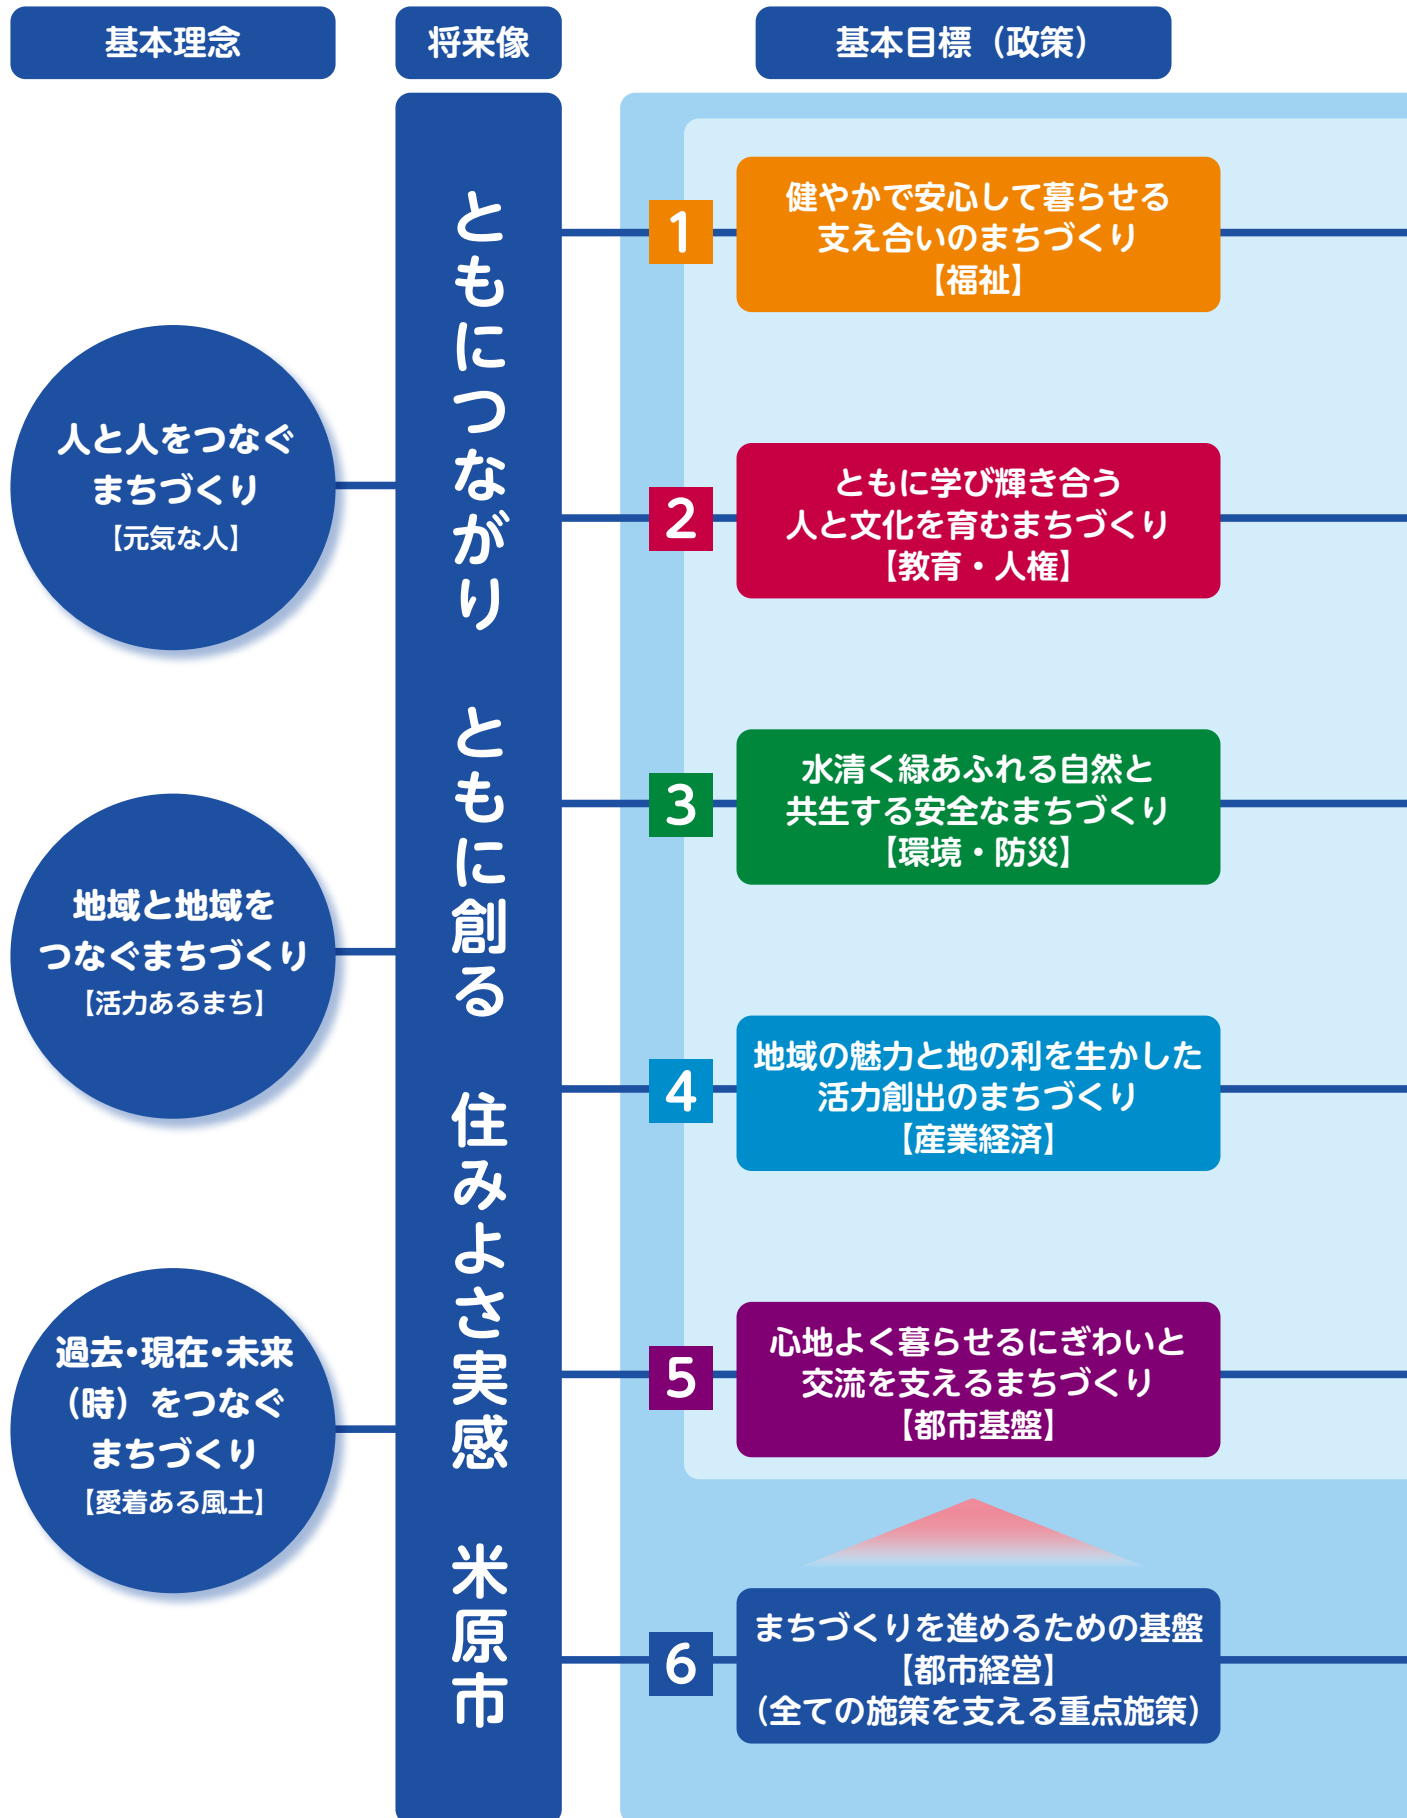 基本理念
将来像
基本目標（政策）
人と人をつなぐ
まちづくり
【元気な人】
地域と地域を
つなぐまちづくり
【活力あるまち】
過去・現在・未来
（時）をつなぐ
まちづくり
【愛着ある風土】
ともにつながり ともに創る 住みよさ実感 米原市
1
健やかで安心して暮らせる
支え合いのまちづくり
【福祉】
2
ともに学び輝き合う
人と文化を育むまちづくり
【教育・人権】
3
水清く緑あふれる自然と
共生する安全なまちづくり
【環境・防災】
4
地域の魅力と地の利を生かした
活力創出のまちづくり
【産業経済】
5
心地よく暮らせるにぎわいと
交流を支えるまちづくり
【都市基盤】
6
まちづくりを進めるための基盤
【都市経営】
（全ての施策を支える重点施策）